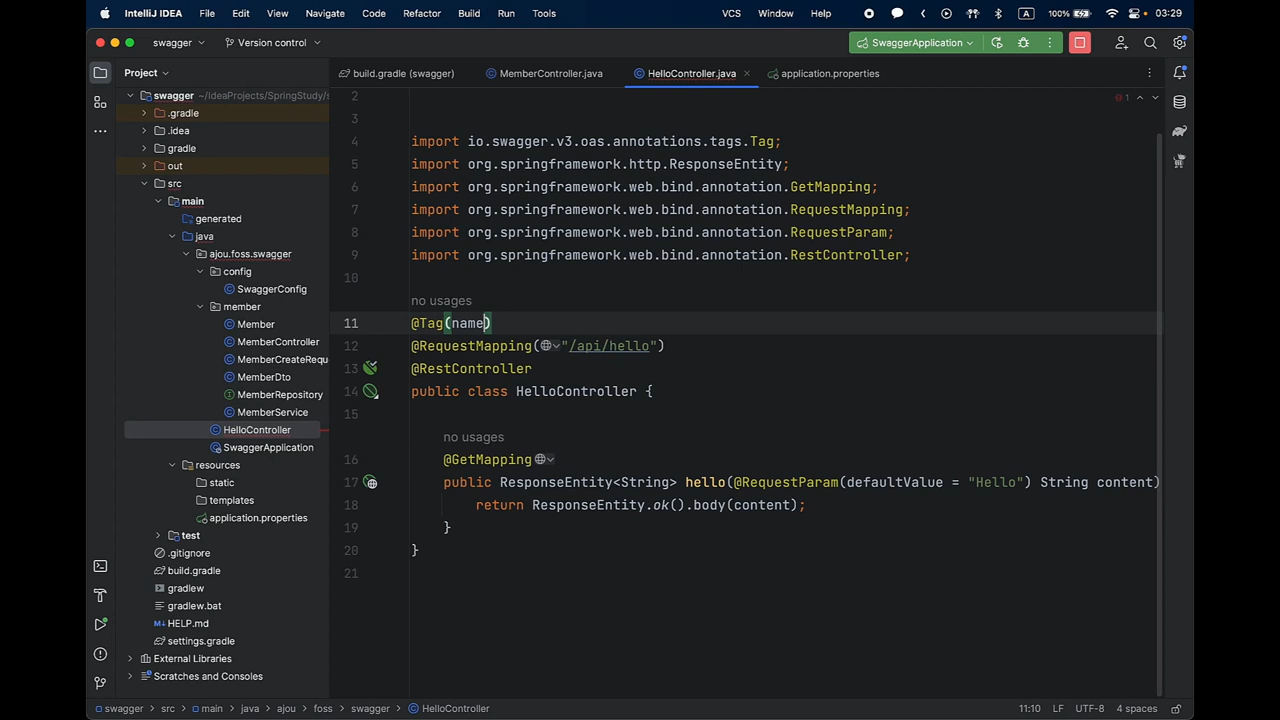 IntelliJ IDEA File Edit View Navigate Code Refactor Build Run Tools VCS Window Help A 100% 03:29
swagger Version control SwaggerApplication
Project
build.gradle (swagger) MemberController.java HelloController.java application.properties
swagger ~/IdeaProjects/SpringStudy/s
.gradle
.idea
gradle
out
src
main
generated
java
ajou.foss.swagger
config
SwaggerConfig
member
Member
MemberController
MemberCreateRequ
MemberDto
MemberRepository
MemberService
HelloController
SwaggerApplication
resources
static
templates
application.properties
test
.gitignore
build.gradle
gradlew
gradlew.bat
HELP.md
settings.gradle
External Libraries
Scratches and Consoles
1
2
3
4 import io.swagger.v3.oas.annotations.tags.Tag;
5 import org.springframework.http.ResponseEntity;
6 import org.springframework.web.bind.annotation.GetMapping;
7 import org.springframework.web.bind.annotation.RequestMapping;
8 import org.springframework.web.bind.annotation.RequestParam;
9 import org.springframework.web.bind.annotation.RestController;
10
no usages
11 @Tag(name)
12 @RequestMapping("/api/hello")
13 @RestController
14 public class HelloController {
15
no usages
16 @GetMapping
17 public ResponseEntity<String> hello(@RequestParam(defaultValue = "Hello") String content)
18 return ResponseEntity.ok().body(content);
19 }
20 }
21
swagger > src > main > java > ajou > foss > swagger > HelloController 11:10 LF UTF-8 4 spaces